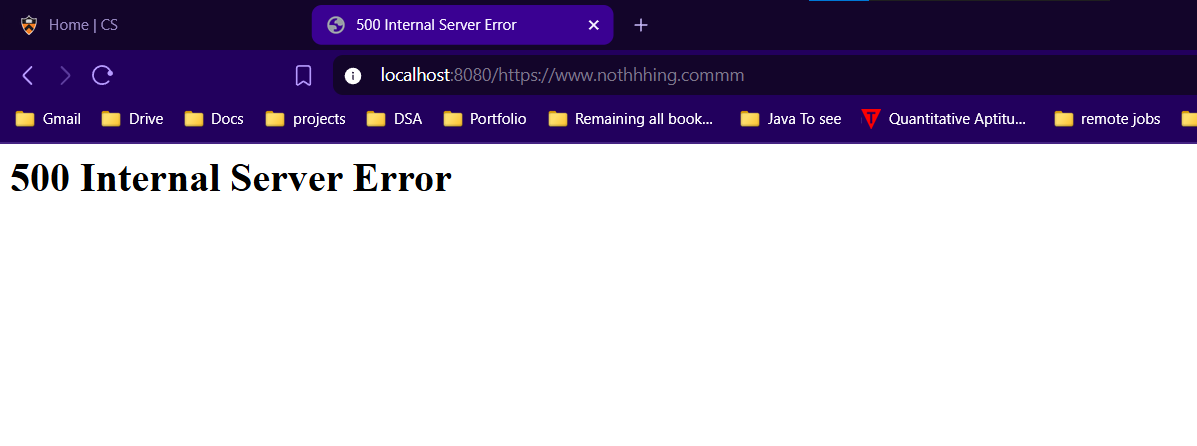 Home | CS
500 Internal Server Error
localhost:8080/https://www.nothhhing.commm
Gmail Drive Docs projects DSA Portfolio Remaining all book... Java To see Quantitative Aptitu... remote jobs
500 Internal Server Error